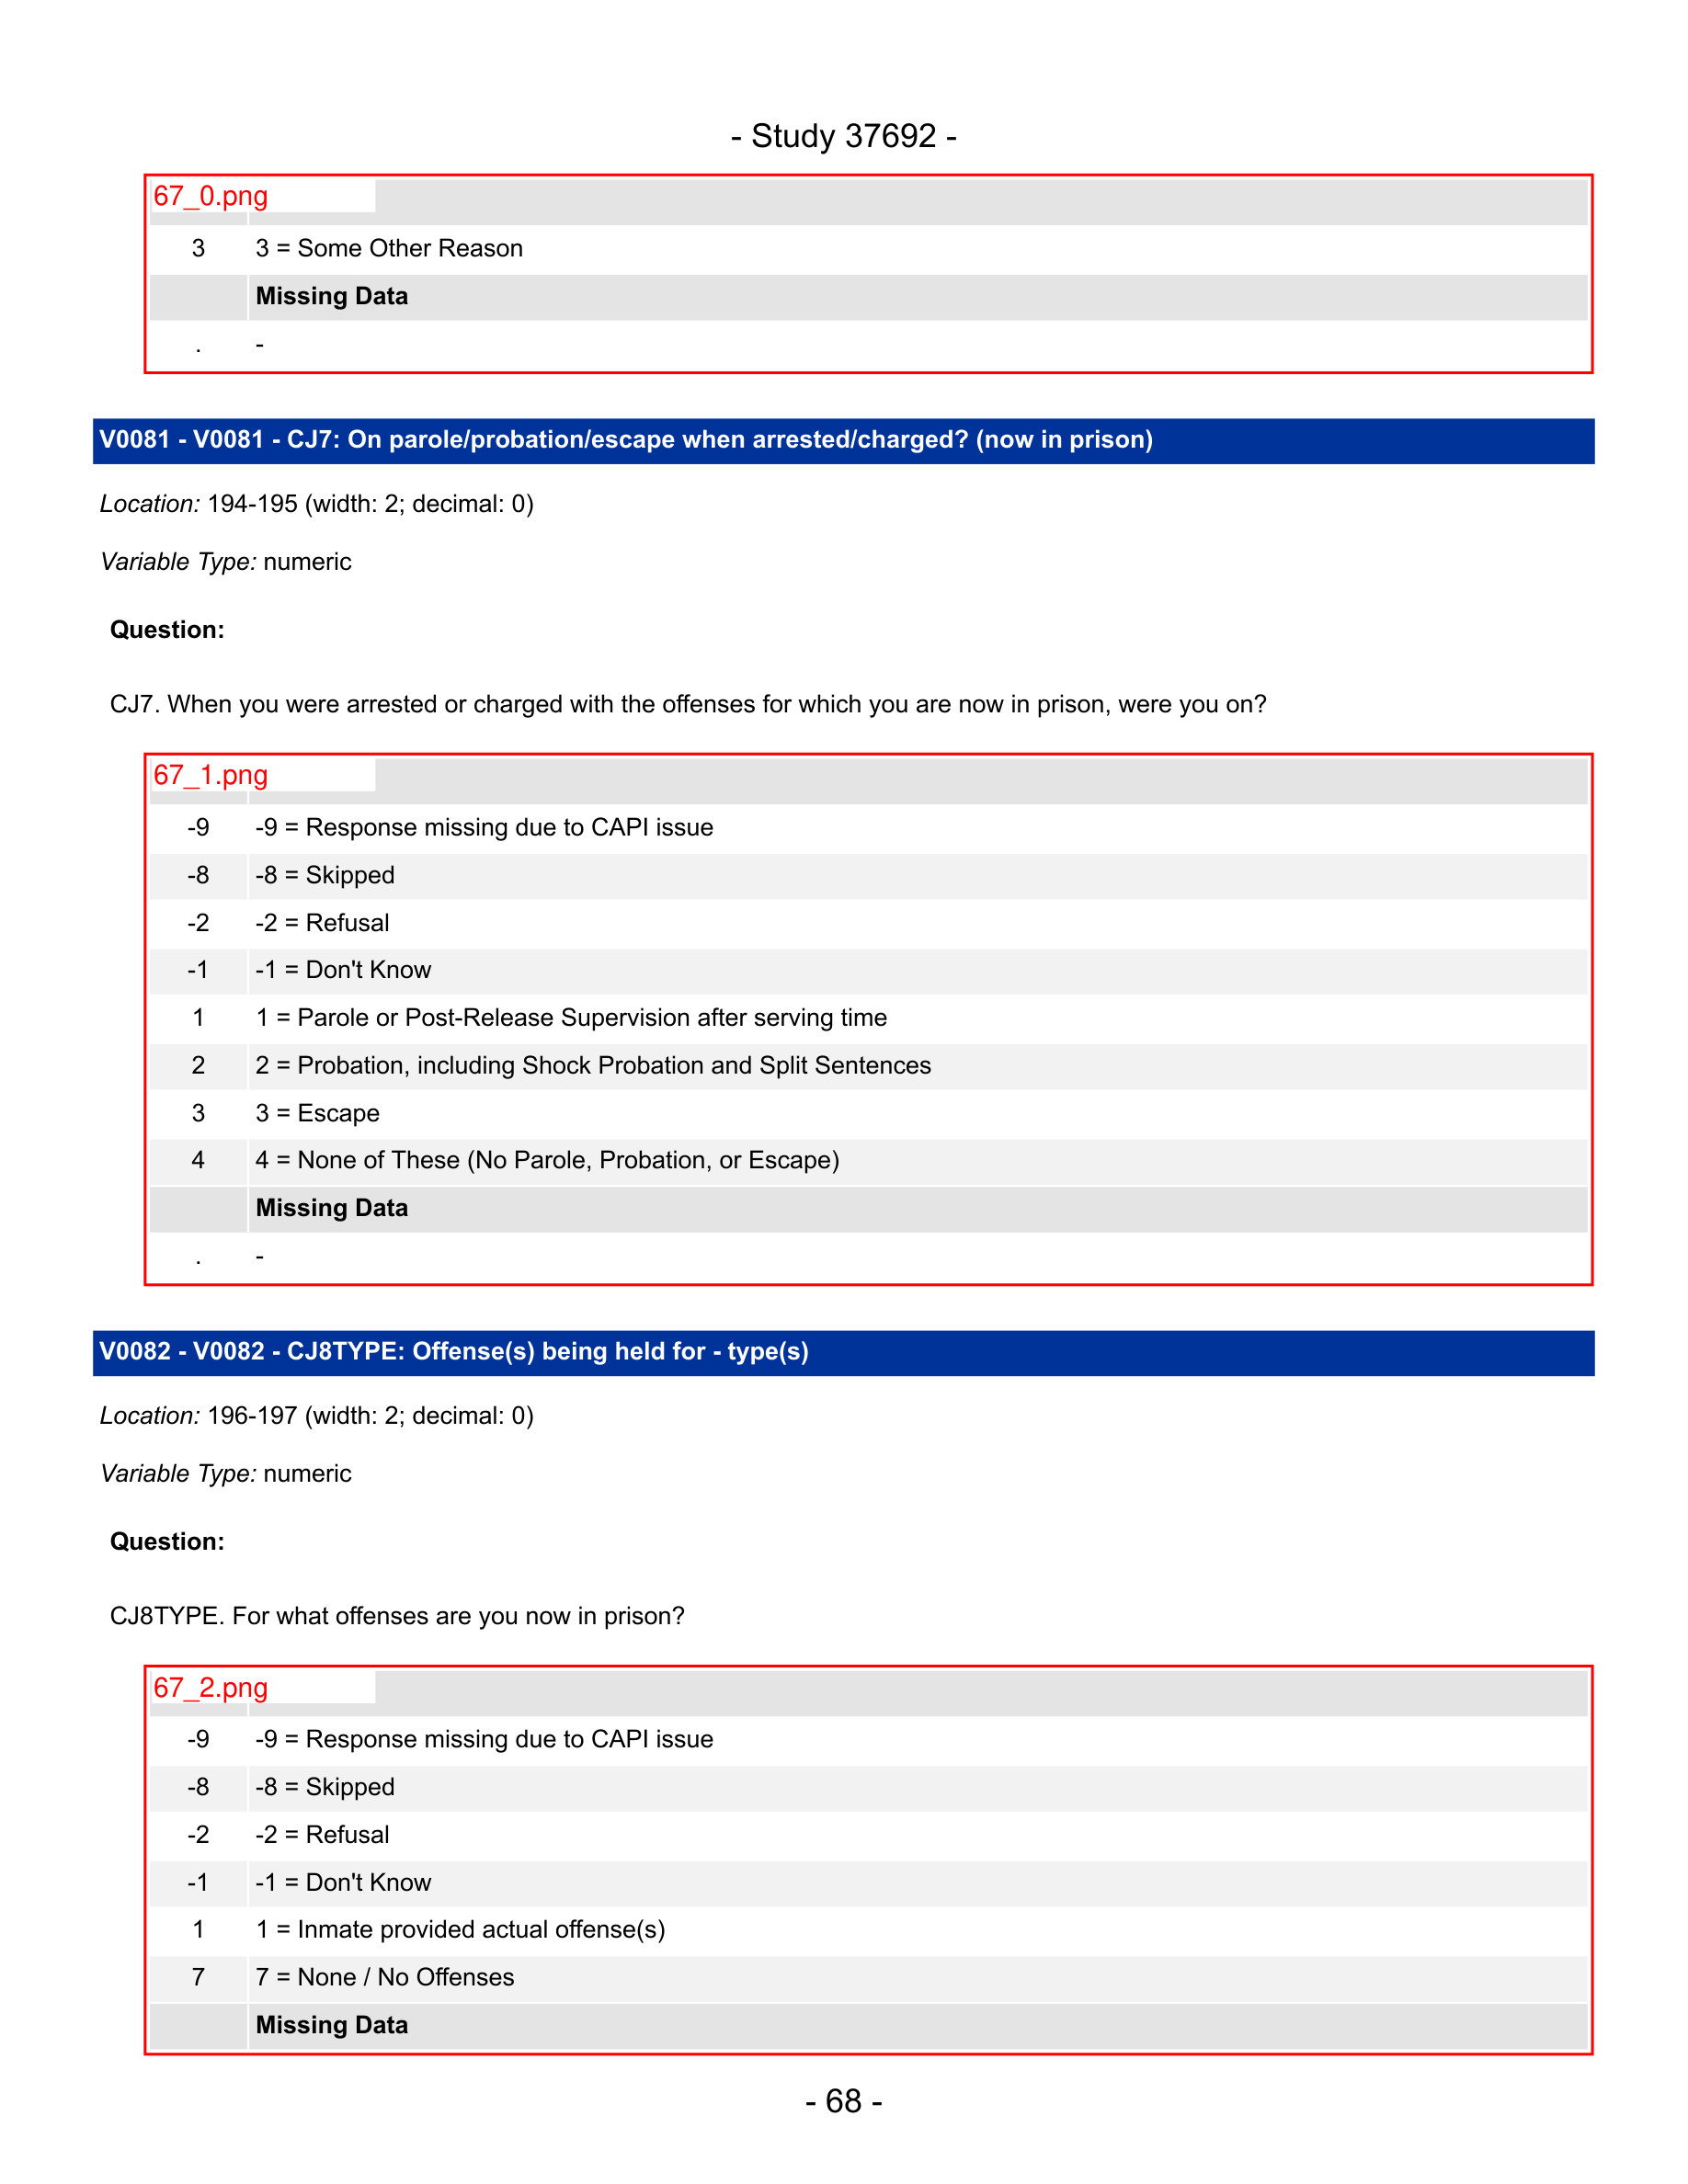 - Study 37692 -
67_0.png
3 3 = Some Other Reason
Missing Data
. -
V0081 - V0081 - CJ7: On parole/probation/escape when arrested/charged? (now in prison)
Location: 194-195 (width: 2; decimal: 0)
Variable Type: numeric
Question:
CJ7. When you were arrested or charged with the offenses for which you are now in prison, were you on?
67_1.png
-9 -9 = Response missing due to CAPI issue
-8 -8 = Skipped
-2 -2 = Refusal
-1 -1 = Don't Know
1 1 = Parole or Post-Release Supervision after serving time
2 2 = Probation, including Shock Probation and Split Sentences
3 3 = Escape
4 4 = None of These (No Parole, Probation, or Escape)
Missing Data
. -
V0082 - V0082 - CJ8TYPE: Offense(s) being held for - type(s)
Location: 196-197 (width: 2; decimal: 0)
Variable Type: numeric
Question:
CJ8TYPE. For what offenses are you now in prison?
67_2.png
-9 -9 = Response missing due to CAPI issue
-8 -8 = Skipped
-2 -2 = Refusal
-1 -1 = Don't Know
1 1 = Inmate provided actual offense(s)
7 7 = None / No Offenses
Missing Data
- 68 -